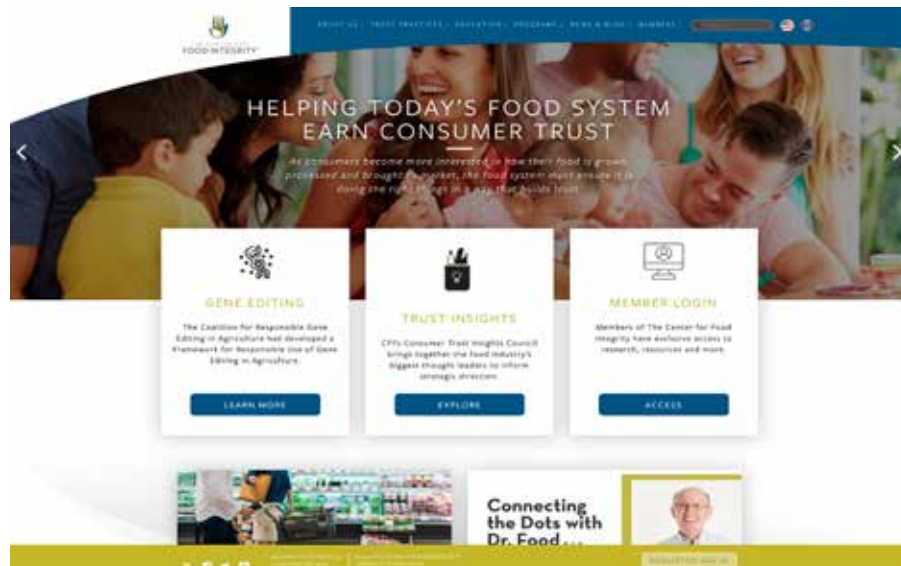 FOOD INTEGRITY
ABOUT US TRUST PRACTICES EDUCATION PROGRAMS NEWS & BLOG MEMBERS
HELPING TODAY'S FOOD SYSTEM
EARN CONSUMER TRUST
As consumers become more interested in how their food is grown,
processed and brought to market, the food system must ensure it is
doing the right things in a way that builds trust.
GENE EDITING
The Coalition for Responsible Gene
Editing in Agriculture had developed a
Framework for Responsible Use of Gene
Editing in Agriculture.
LEARN MORE
TRUST INSIGHTS
CFI's Consumer Trust Insights Council
brings together the food industry's
biggest thought leaders to inform
strategic direction.
EXPLORE
MEMBER LOGIN
Members of The Center for Food
Integrity have exclusive access to
research, resources and more.
ACCESS
Connecting
the Dots with
Dr. Food ...